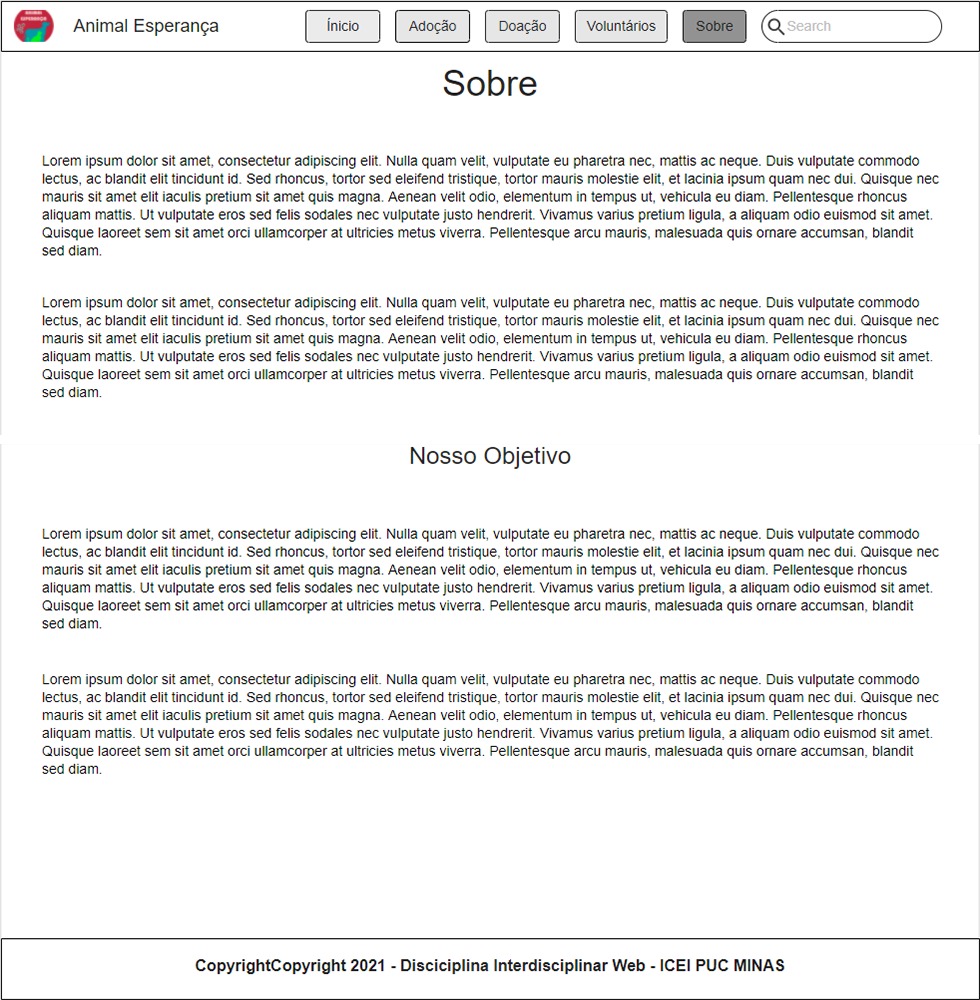 ANIMAL
ESPERANÇA
Animal Esperança
Ínicio
Adoção
Doação
Voluntários
Sobre
Search
Sobre
Lorem ipsum dolor sit amet, consectetur adipiscing elit. Nulla quam velit, vulputate eu pharetra nec, mattis ac neque. Duis vulputate commodo
lectus, ac blandit elit tincidunt id. Sed rhoncus, tortor sed eleifend tristique, tortor mauris molestie elit, et lacinia ipsum quam nec dui. Quisque nec
mauris sit amet elit iaculis pretium sit amet quis magna. Aenean velit odio, elementum in tempus ut, vehicula eu diam. Pellentesque rhoncus
aliquam mattis. Ut vulputate eros sed felis sodales nec vulputate justo hendrerit. Vivamus varius pretium ligula, a aliquam odio euismod sit amet.
Quisque laoreet sem sit amet orci ullamcorper at ultricies metus viverra. Pellentesque arcu mauris, malesuada quis ornare accumsan, blandit
sed diam.
Lorem ipsum dolor sit amet, consectetur adipiscing elit. Nulla quam velit, vulputate eu pharetra nec, mattis ac neque. Duis vulputate commodo
lectus, ac blandit elit tincidunt id. Sed rhoncus, tortor sed eleifend tristique, tortor mauris molestie elit, et lacinia ipsum quam nec dui. Quisque nec
mauris sit amet elit iaculis pretium sit amet quis magna. Aenean velit odio, elementum in tempus ut, vehicula eu diam. Pellentesque rhoncus
aliquam mattis. Ut vulputate eros sed felis sodales nec vulputate justo hendrerit. Vivamus varius pretium ligula, a aliquam odio euismod sit amet.
Quisque laoreet sem sit amet orci ullamcorper at ultricies metus viverra. Pellentesque arcu mauris, malesuada quis ornare accumsan, blandit
sed diam.
Nosso Objetivo
Lorem ipsum dolor sit amet, consectetur adipiscing elit. Nulla quam velit, vulputate eu pharetra nec, mattis ac neque. Duis vulputate commodo
lectus, ac blandit elit tincidunt id. Sed rhoncus, tortor sed eleifend tristique, tortor mauris molestie elit, et lacinia ipsum quam nec dui. Quisque nec
mauris sit amet elit iaculis pretium sit amet quis magna. Aenean velit odio, elementum in tempus ut, vehicula eu diam. Pellentesque rhoncus
aliquam mattis. Ut vulputate eros sed felis sodales nec vulputate justo hendrerit. Vivamus varius pretium ligula, a aliquam odio euismod sit amet.
Quisque laoreet sem sit amet orci ullamcorper at ultricies metus viverra. Pellentesque arcu mauris, malesuada quis ornare accumsan, blandit
sed diam.
Lorem ipsum dolor sit amet, consectetur adipiscing elit. Nulla quam velit, vulputate eu pharetra nec, mattis ac neque. Duis vulputate commodo
lectus, ac blandit elit tincidunt id. Sed rhoncus, tortor sed eleifend tristique, tortor mauris molestie elit, et lacinia ipsum quam nec dui. Quisque nec
mauris sit amet elit iaculis pretium sit amet quis magna. Aenean velit odio, elementum in tempus ut, vehicula eu diam. Pellentesque rhoncus
aliquam mattis. Ut vulputate eros sed felis sodales nec vulputate justo hendrerit. Vivamus varius pretium ligula, a aliquam odio euismod sit amet.
Quisque laoreet sem sit amet orci ullamcorper at ultricies metus viverra. Pellentesque arcu mauris, malesuada quis ornare accumsan, blandit
sed diam.
CopyrightCopyright 2021 - Disciciplina Interdisciplinar Web - ICEI PUC MINAS